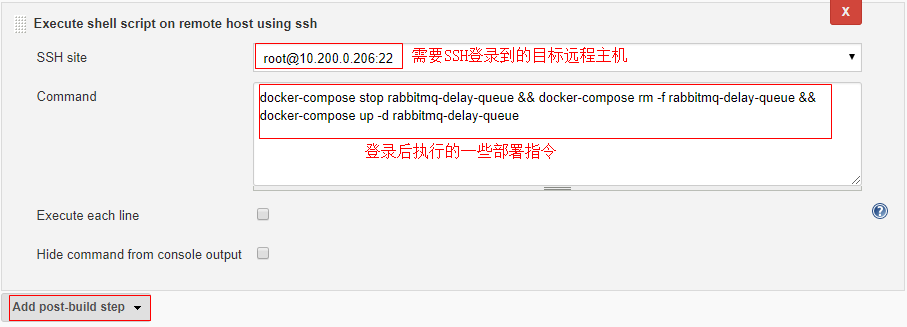 X
Execute shell script on remote host using ssh
SSH site
root@10.200.0.206:22
需要SSH登录到的目标远程主机
Command
docker-compose stop rabbitmq-delay-queue && docker-compose rm -f rabbitmq-delay-queue &&
docker-compose up -d rabbitmq-delay-queue
登录后执行的一些部署指令
Execute each line
?
Hide command from console output
Add post-build step